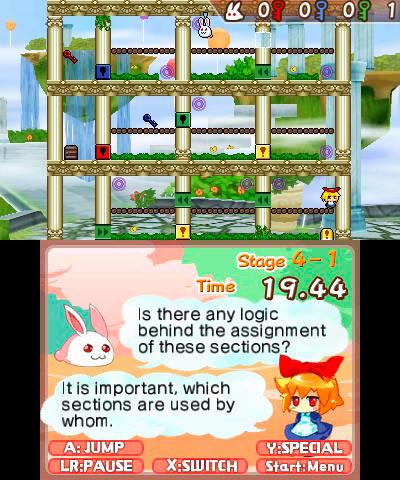 0 0 0 1
Stage 4-1
Time 19.44
Is there any logic
behind the assignment
of these sections?
It is important, which
sections are used by
whom.
A: JUMP
Y:SPECIAL
LR:PAUSE
X:SWITCH
Start:Menu